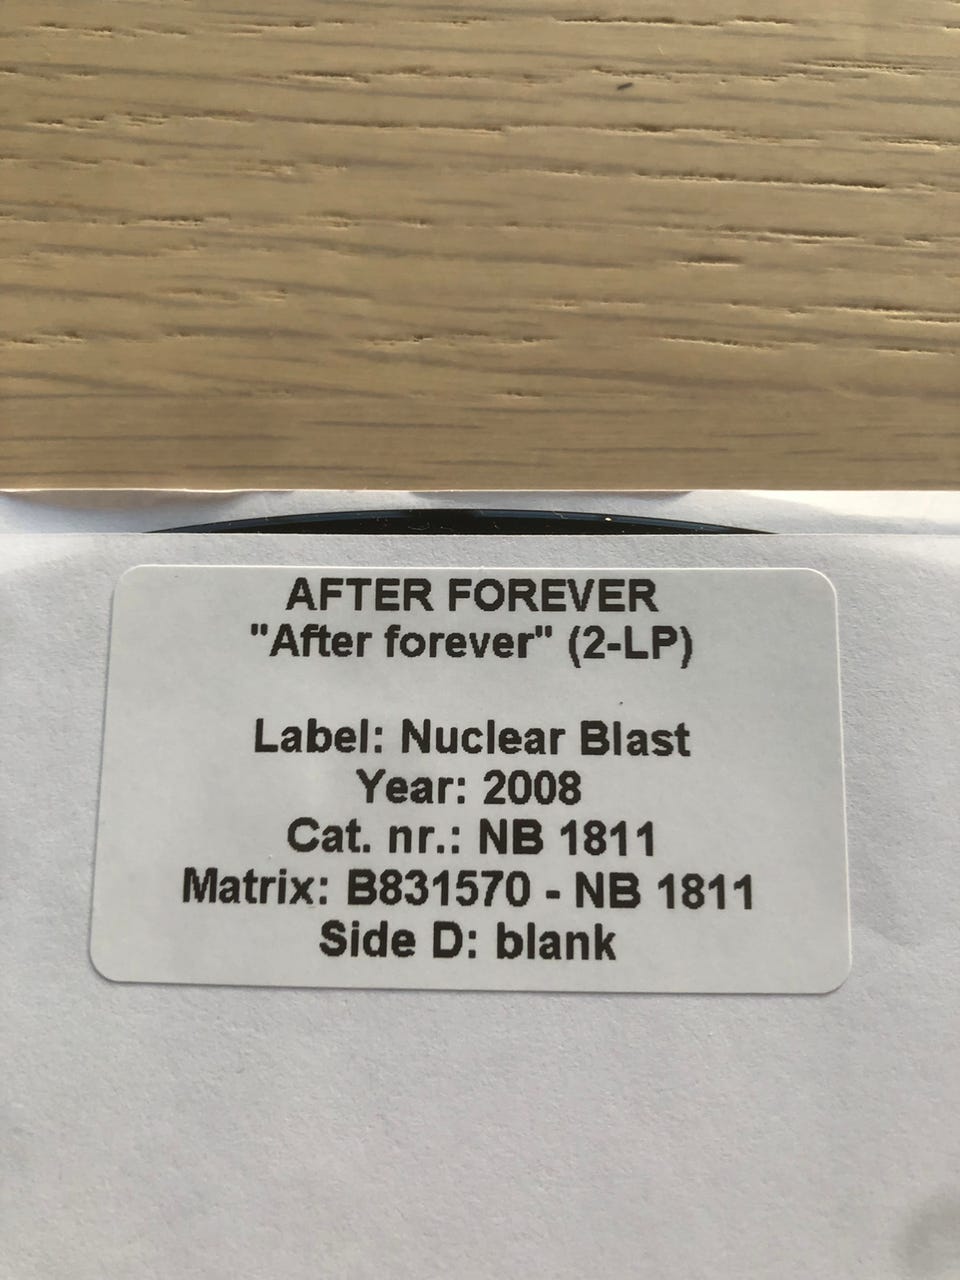 AFTER FOREVER
"After forever" (2-LP)
Label: Nuclear Blast
Year: 2008
Cat. nr.: NB 1811
Matrix: B831570 - NB 1811
Side D: blank